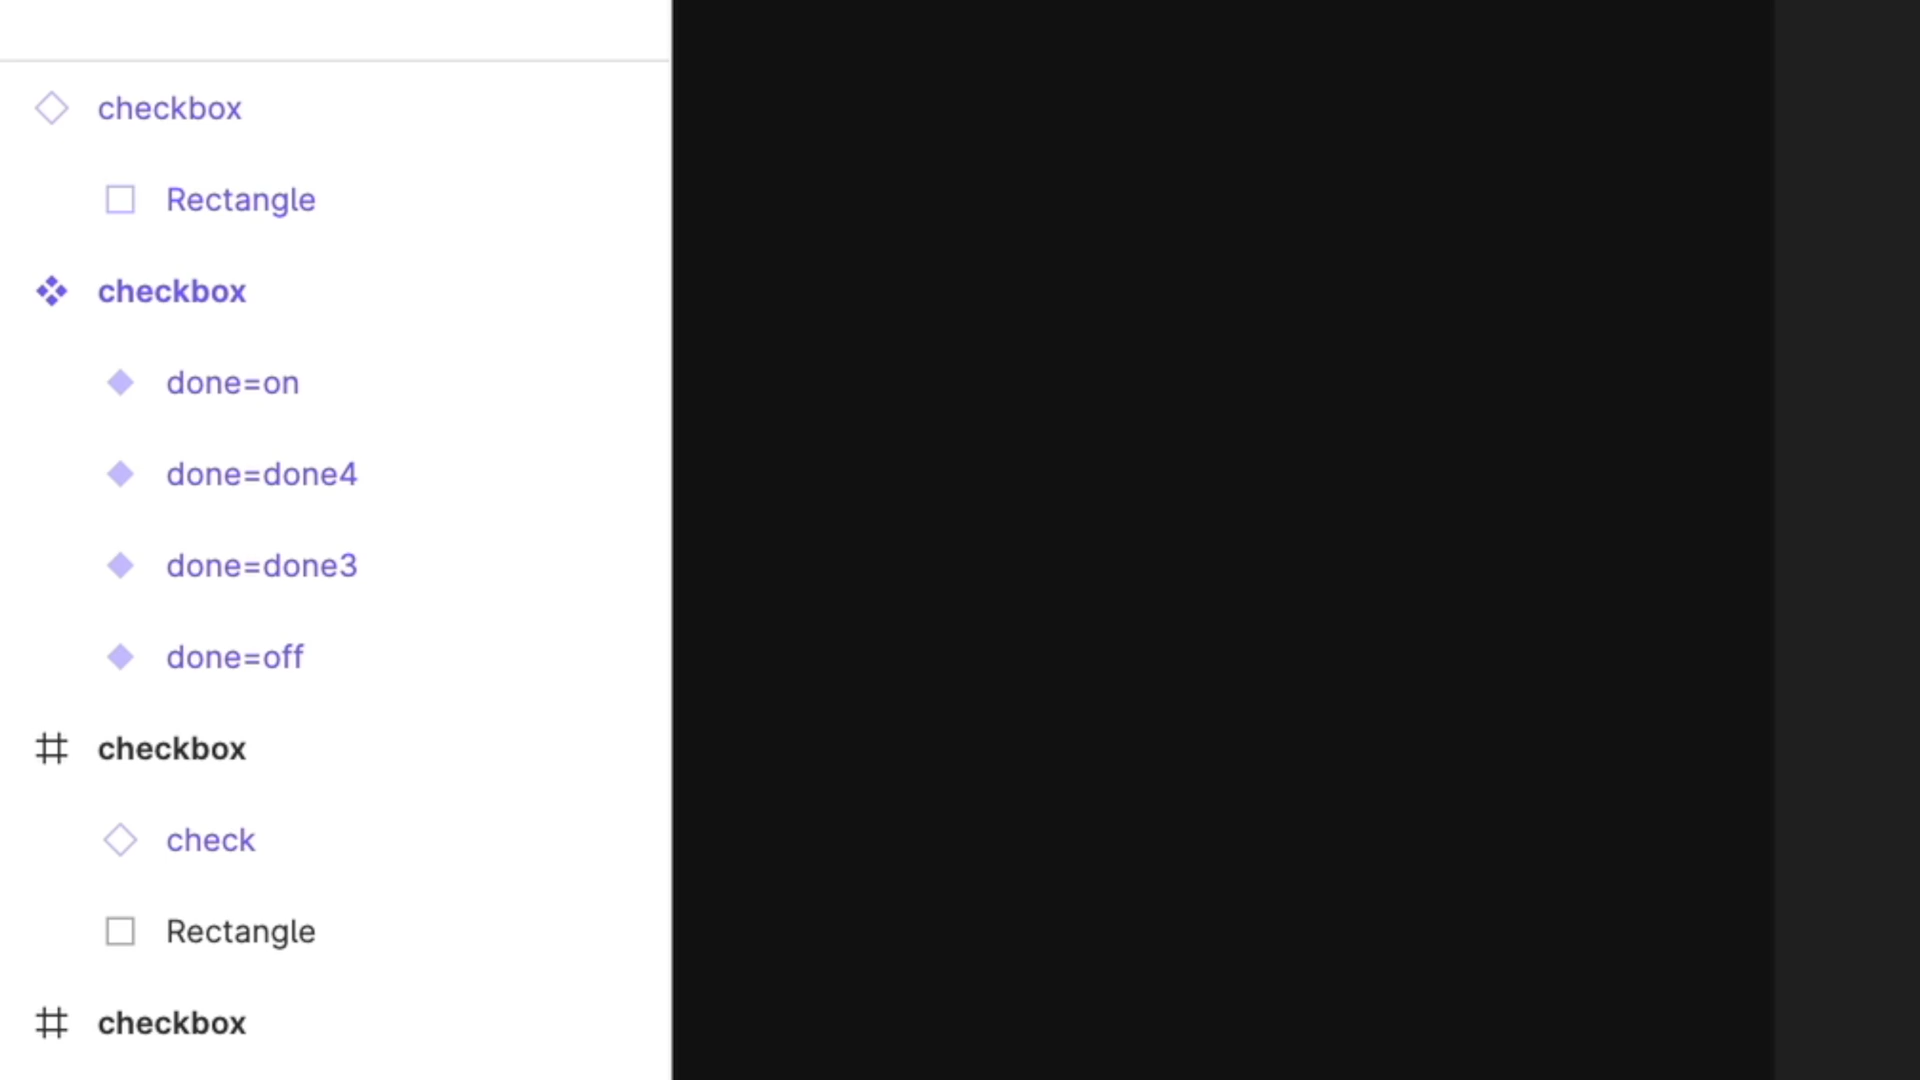 checkbox
Rectangle
checkbox
done=on
done=done4
done=done3
done=off
checkbox
check
Rectangle
checkbox